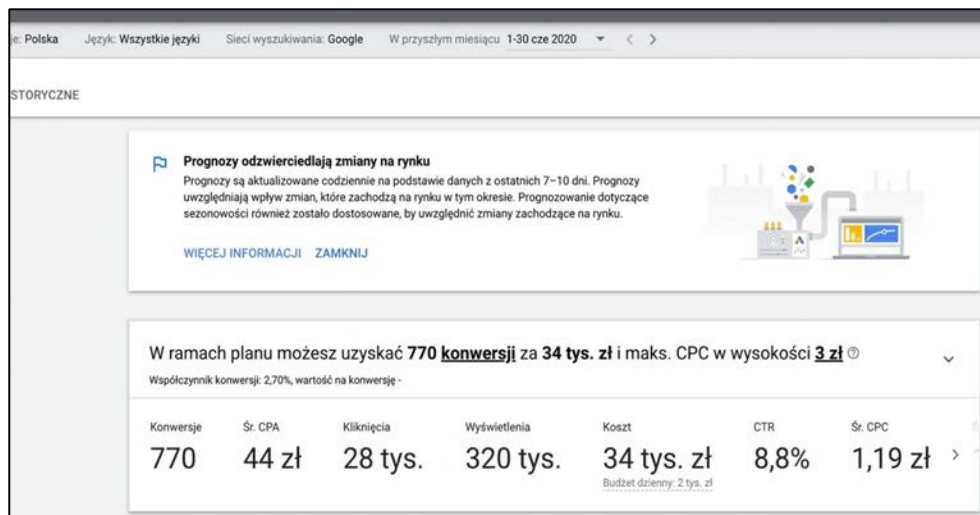 je: Polska Język: Wszystkie języki Sieci wyszukiwania: Google W przyszłym miesiącu 1-30 cze 2020
STORYCZNE
Prognozy odzwierciedlają zmiany na rynku
Prognozy są aktualizowane codziennie na podstawie danych z ostatnich 7–10 dni. Prognozy
uwzględniają wpływ zmian, które zachodzą na rynku w tym okresie. Prognozowanie dotyczące
sezonowości również zostało dostosowane, by uwzględnić zmiany zachodzące na rynku.
WIĘCEJ INFORMACJI ZAMKNIJ
W ramach planu możesz uzyskać 770 konwersji za 34 tys. zł i maks. CPC w wysokości 3 zł
Współczynnik konwersji: 2,70%, wartość na konwersję -
Konwersje Śr. CPA Kliknięcia Wyświetlenia Koszt CTR Śr. CPC
770 44 zł 28 tys. 320 tys. 34 tys. zł 8,8% 1,19 zł
Budżet dzienny: 2 tys. zł